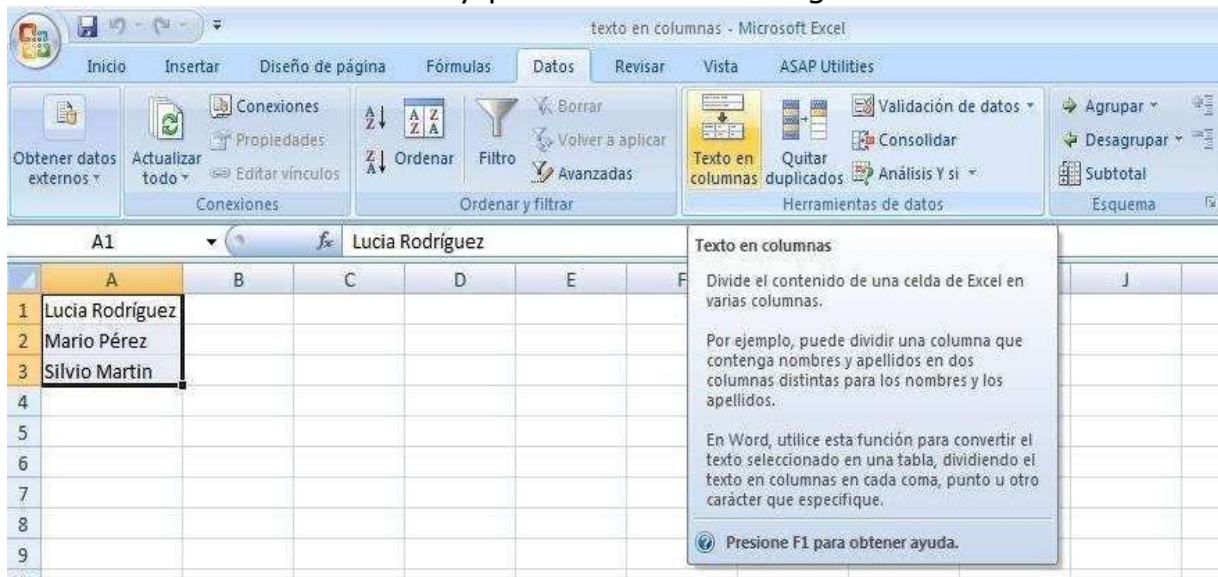 texto en columnas - Microsoft Excel
Inicio Insertar Diseño de página Fórmulas Datos Revisar Vista ASAP Utilities
Obtener datos externos
Actualizar todo
Conexiones
Propiedades
Editar vínculos
Conexiones
Ordenar
Filtro
Borrar
Volver a aplicar
Avanzadas
Ordenar y filtrar
Texto en columnas
Quitar duplicados
Validación de datos
Consolidar
Análisis Y si
Herramientas de datos
Agrupar
Desagrupar
Subtotal
Esquema
A1 fx Lucia Rodríguez
A B C D E F J
1 Lucia Rodríguez
2 Mario Pérez
3 Silvio Martin
4
5
6
7
8
9
Texto en columnas
Divide el contenido de una celda de Excel en
varias columnas.
Por ejemplo, puede dividir una columna que
contenga nombres y apellidos en dos
columnas distintas para los nombres y los
apellidos.
En Word, utilice esta función para convertir el
texto seleccionado en una tabla, dividiendo el
texto en columnas en cada coma, punto u otro
carácter que especifique.
Presione F1 para obtener ayuda.